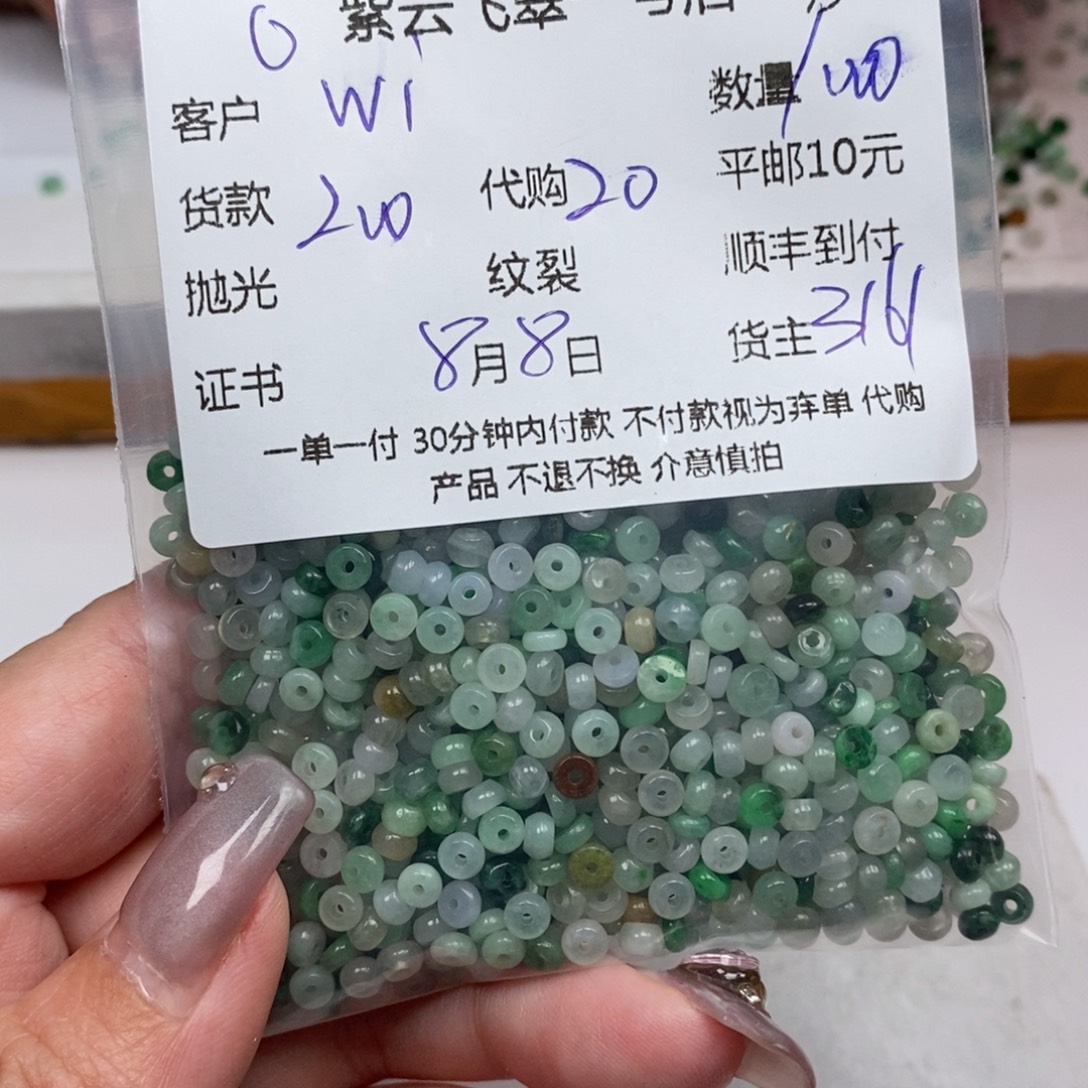 紫云飞翠
客户 W1 数量 100
货款 200 代购 20 平邮10元
抛光 纹裂 顺丰到付
证书 8月8日 货主 316
一单一付 30分钟内付款 不付款视为弃单 代购
产品 不退不换 介意慎拍